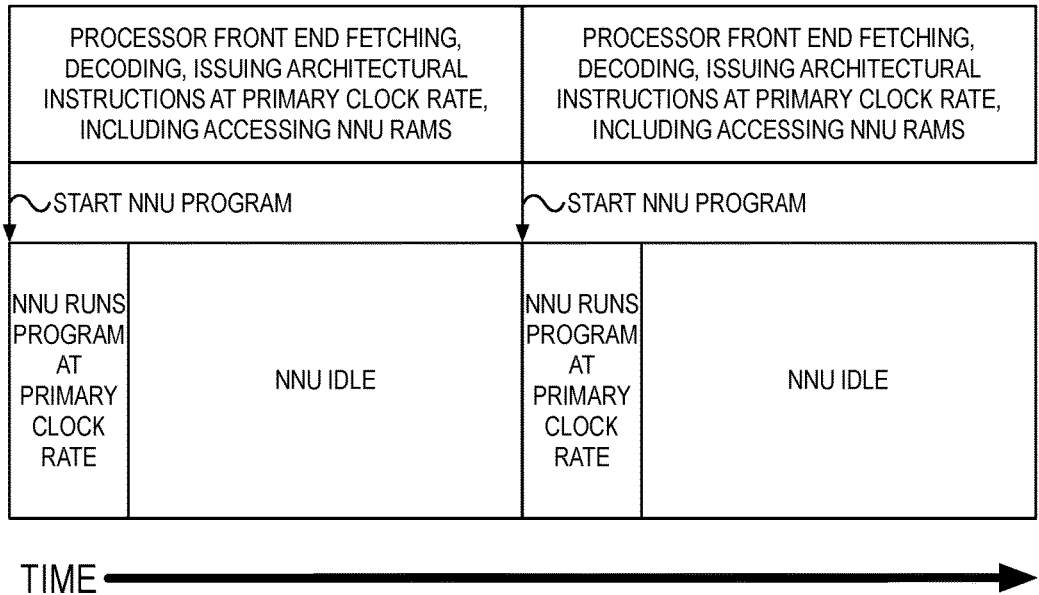 PROCESSOR FRONT END FETCHING,
DECODING, ISSUING ARCHITECTURAL
INSTRUCTIONS AT PRIMARY CLOCK RATE,
INCLUDING ACCESSING NNU RAMS
PROCESSOR FRONT END FETCHING,
DECODING, ISSUING ARCHITECTURAL
INSTRUCTIONS AT PRIMARY CLOCK RATE,
INCLUDING ACCESSING NNU RAMS
START NNU PROGRAM
START NNU PROGRAM
NNU RUNS
PROGRAM
AT
PRIMARY
CLOCK
RATE
NNU IDLE
NNU RUNS
PROGRAM
AT
PRIMARY
CLOCK
RATE
NNU IDLE
TIME